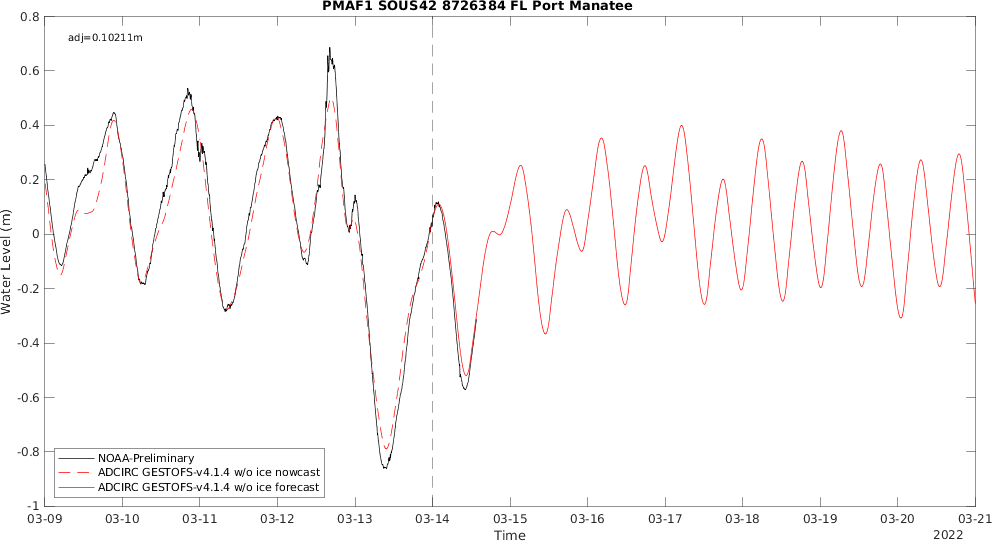 PMAF1 SOUS42 8726384 FL Port Manatee
adj=0.10211m
0.8
0.6
0.4
0.2
0
-0.2
-0.4
-0.6
-0.8
-1
Water Level (m)
NOAA-Preliminary
ADCIRC GESTOFS-v4.1.4 w/o ice nowcast
ADCIRC GESTOFS-v4.1.4 w/o ice forecast
03-09 03-10 03-11 03-12 03-13 03-14 03-15 03-16 03-17 03-18 03-19 03-20 03-21
Time
2022